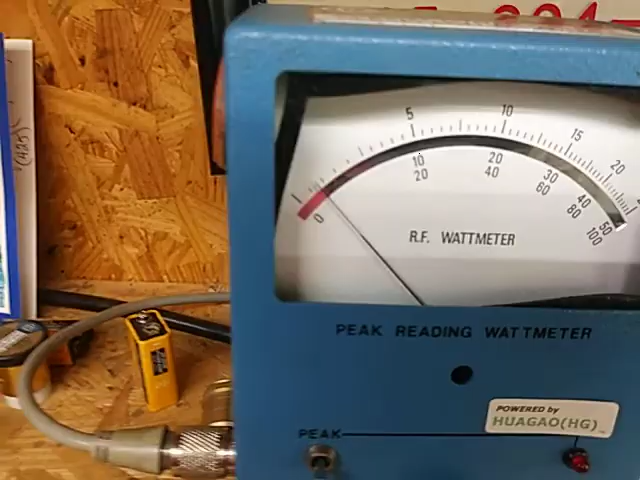 5 10 15 20
10 20 30 40 50
0 20 40 60 80 100
R.F. WATTMETER
PEAK READING WATTMETER
POWERED by
HUAGAO(HG)
PEAK